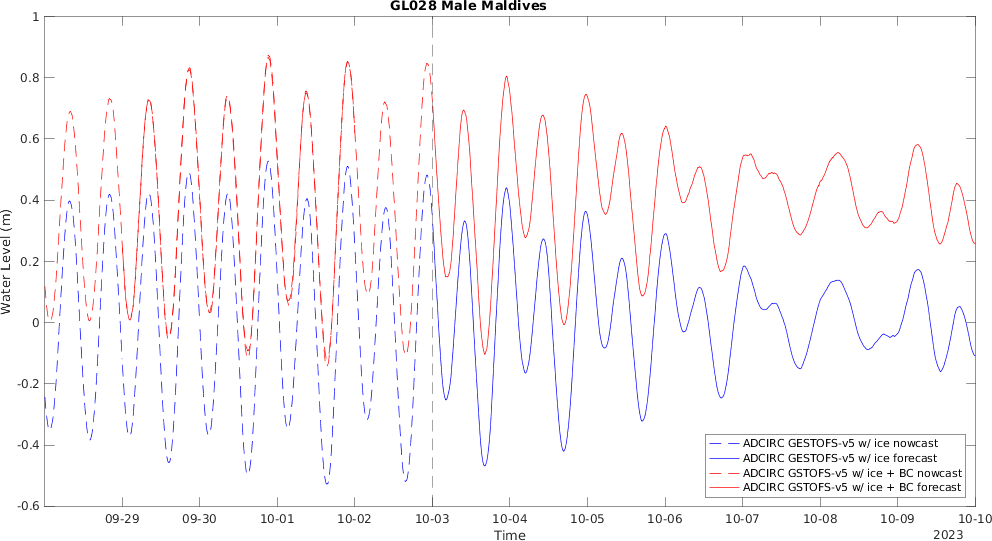 GL028 Male Maldives
Water Level (m)
1
0.8
0.6
0.4
0.2
0
-0.2
-0.4
-0.6
ADCIRC GESTOFS-v5 w/ ice nowcast
ADCIRC GESTOFS-v5 w/ ice forecast
ADCIRC GSTOFS-v5 w/ ice + BC nowcast
ADCIRC GSTOFS-v5 w/ ice + BC forecast
09-29 09-30 10-01 10-02 10-03 10-04 10-05 10-06 10-07 10-08 10-09 10-10
Time
2023